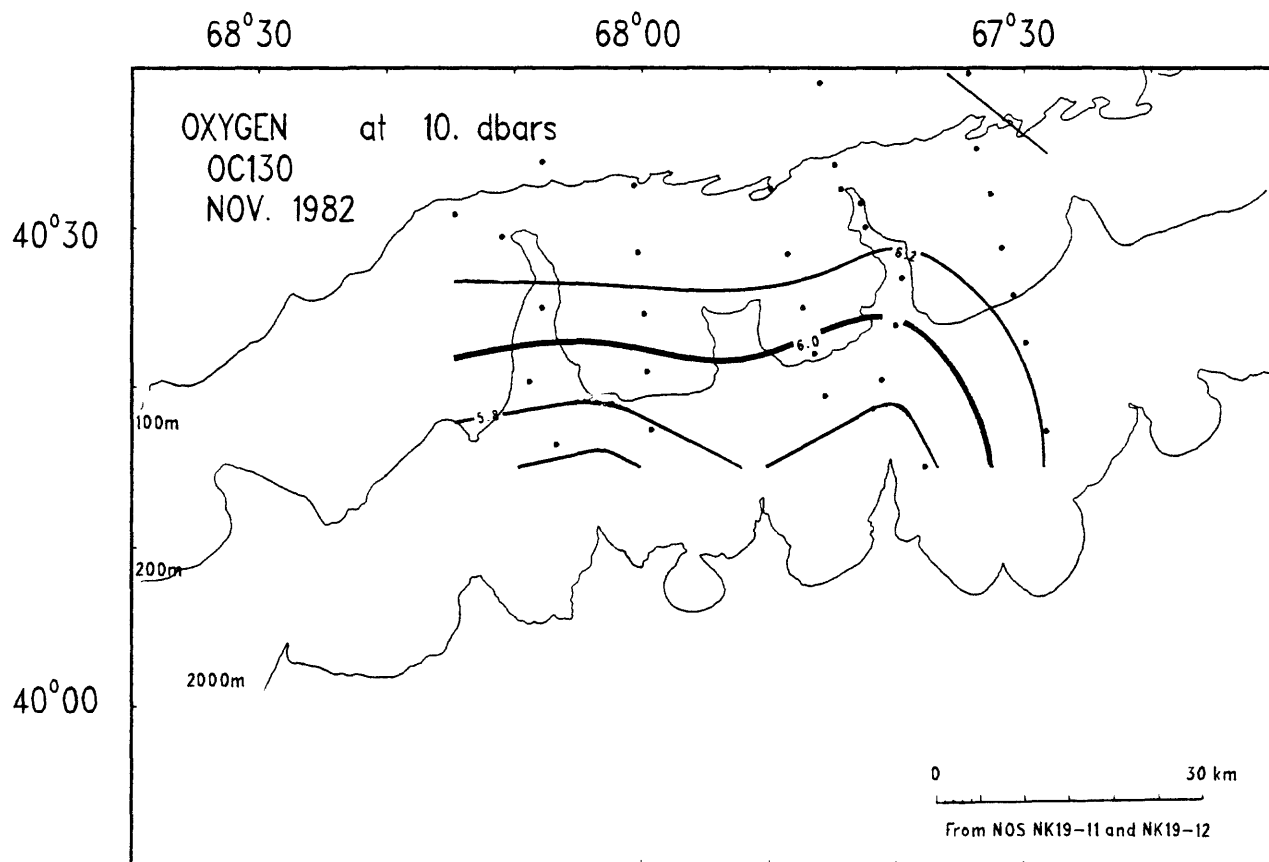 68°30 68°00 67°30
OXYGEN at 10. dbars
OC130
NOV. 1982
40°30
6.2
6.0
5.8
100m
200m
2000m
40°00
0 30 km
From NOS NK19-11 and NK19-12